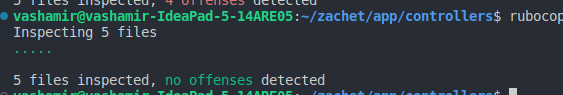 5 files inspected, 4 offenses detected
vashamir@vashamir-IdeaPad-5-14ARE05:~/zachet/app/controllers$ rubocop
Inspecting 5 files
.....
5 files inspected, no offenses detected
vashamir@vashamir-IdeaPad-5-14ARE05:~/zachet/app/controllers$